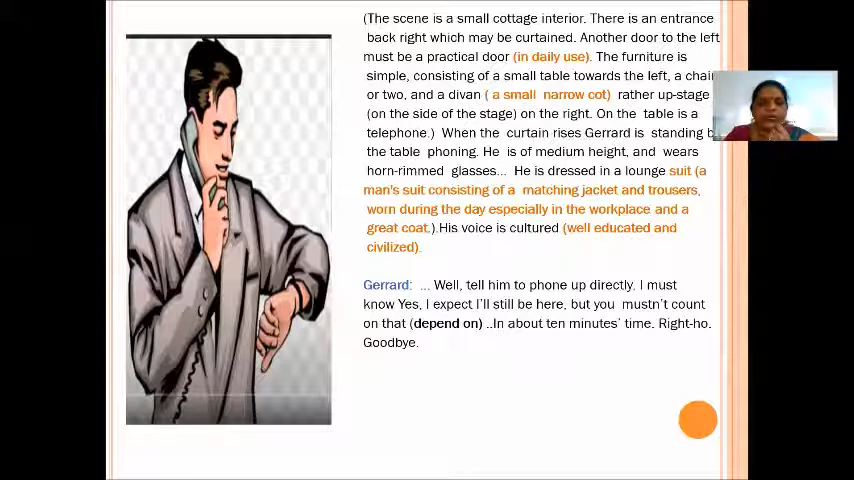 (The scene is a small cottage interior. There is an entrance
back right which may be curtained. Another door to the left
must be a practical door (in daily use). The furniture is
simple, consisting of a small table towards the left, a chair
or two, and a divan ( a small narrow cot) rather up-stage
(on the side of the stage) on the right. On the table is a
telephone.) When the curtain rises Gerrard is standing
the table phoning. He is of medium height, and wears
horn-rimmed glasses... He is dressed in a lounge suit (a
man's suit consisting of a matching jacket and trousers,
worn during the day especially in the workplace and a
great coat.).His voice is cultured (well educated and
civilized).
Gerrard: ... Well, tell him to phone up directly. I must
know Yes, I expect I'll still be here, but you mustn't count
on that (depend on) ..In about ten minutes' time. Right-ho.
Goodbye.